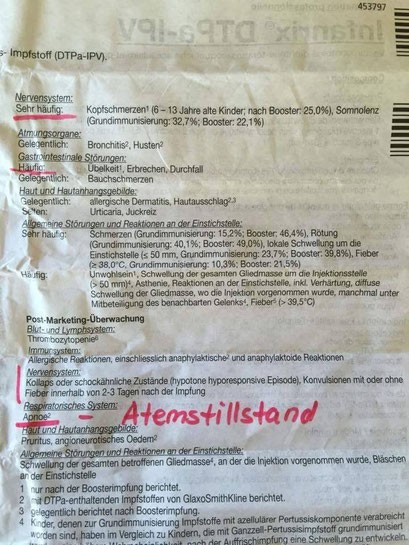 453797
Infanrix® DTPa-IPV
s- Impfstoff (DTPa-IPV).
Nervensystem:
Sehr häufig: Kopfschmerzen¹ (6 – 13 Jahre alte Kinder; nach Booster: 25,0%), Somnolenz
(Grundimmunisierung: 32,7%; Booster: 22,1%)
Atmungsorgane:
Gelegentlich: Bronchitis², Husten²
Gastrointestinale Störungen:
Häufig: Übelkeit¹, Erbrechen, Durchfall
Gelegentlich: Bauchschmerzen
Haut und Hautanhangsgebilde:
Gelegentlich: allergische Dermatitis, Hautausschlag²,³
Selten: Urticaria, Juckreiz
Allgemeine Störungen und Reaktionen an der Einstichstelle:
Sehr häufig: Schmerzen (Grundimmunisierung: 15,2%; Booster: 46,4%), Rötung
(Grundimmunisierung: 40,1%; Booster: 49,0%), lokale Schwellung um die
Einstichstelle (≤ 50 mm, Grundimmunisierung: 23,7%; Booster: 39,8%), Fieber
(≥ 38,0°C, Grundimmunisierung: 10,3%; Booster: 21,5%)
Häufig: Unwohlsein¹, Schwellung der gesamten Gliedmasse um die Injektionsstelle
(> 50 mm)⁴, Asthenie, Reaktionen an der Einstichstelle, inkl. Verhärtung, diffuse
Schwellung der Gliedmasse, wo die Injektion vorgenommen wurde, manchmal unter
Mitbeteiligung des benachbarten Gelenks⁴, Fieber⁵ (> 39,5°C)
Post-Marketing-Überwachung
Blut- und Lymphsystem:
Thrombozytopenie⁶
Immunsystem:
Allergische Reaktionen, einschliesslich anaphylaktische² und anaphylaktoide Reaktionen
Nervensystem:
Kollaps oder schockähnliche Zustände (hypotone hyporesponsive Episode), Konvulsionen mit oder ohne
Fieber innerhalb von 2-3 Tagen nach der Impfung
Respiratorisches System:
Apnoe² - Atemstillstand
Haut und Hautanhangsgebilde:
Pruritus, angioneurotisches Oedem²
Allgemeine Störungen und Reaktionen an der Einstichstelle:
Schwellung der gesamten betroffenen Gliedmasse⁴, an der die Injektion vorgenommen wurde, Bläschen
an der Einstichstelle
1 nur nach der Boosterimpfung berichtet.
2 mit DTPa-enthaltenden Impfstoffen von GlaxoSmithKline berichtet.
3 gelegentlich berichtet nach Boosterimpfung.
4 Kinder, denen zur Grundimmunisierung Impfstoffe mit azellulärer Pertussiskomponente verabreicht
worden sind, haben im Vergleich zu Kindern, die mit Ganzzell-Pertussisimpfstoff grundimmunisiert
nach der Auffrischimpfung eine Schwellung zu entwickeln.